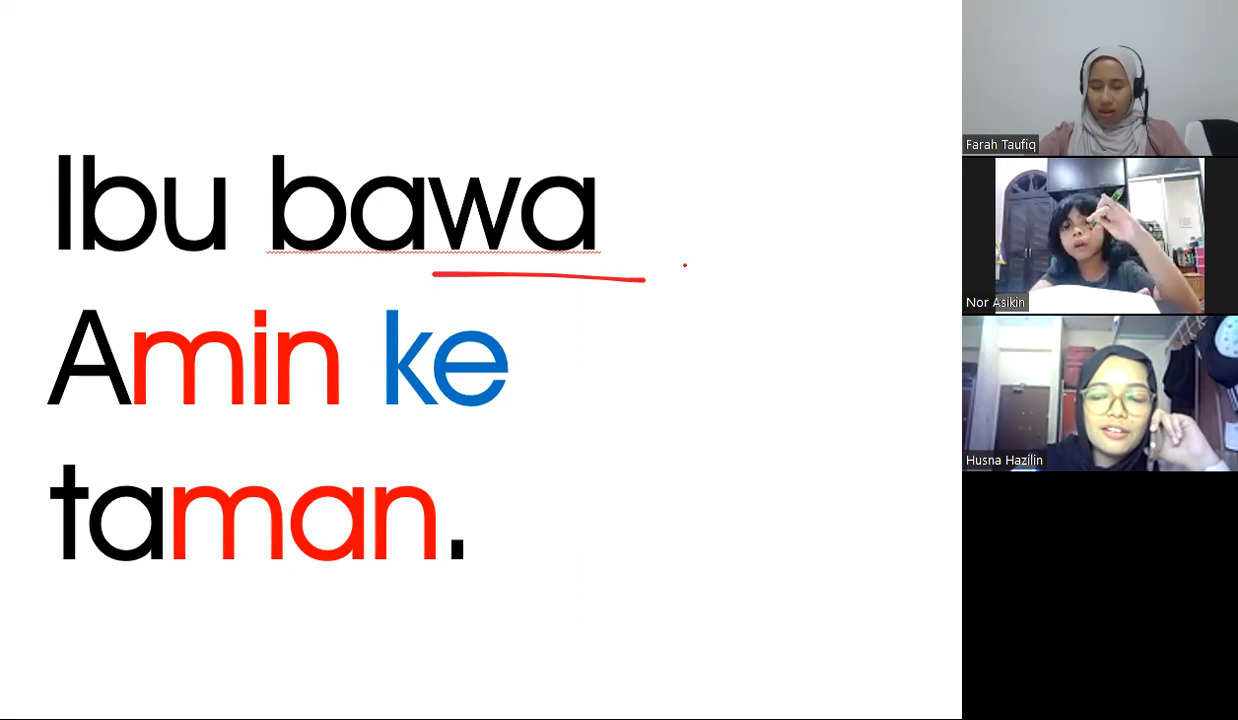 Ibu bawa
Amin ke
taman.
Farah Taufiq
Nor Asikin
Husna Hazilin